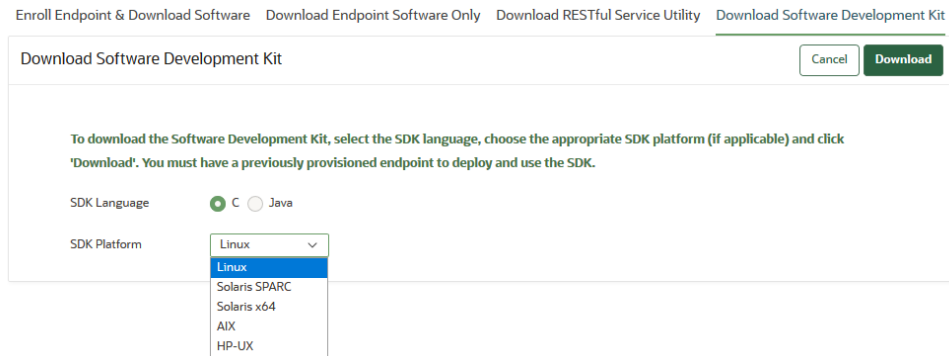 Enroll Endpoint & Download Software Download Endpoint Software Only Download RESTful Service Utility Download Software Development Kit
Download Software Development Kit Cancel Download
To download the Software Development Kit, select the SDK language, choose the appropriate SDK platform (if applicable) and click
'Download'. You must have a previously provisioned endpoint to deploy and use the SDK.
SDK Language C Java
SDK Platform Linux
Linux
Solaris SPARC
Solaris x64
AIX
HP-UX